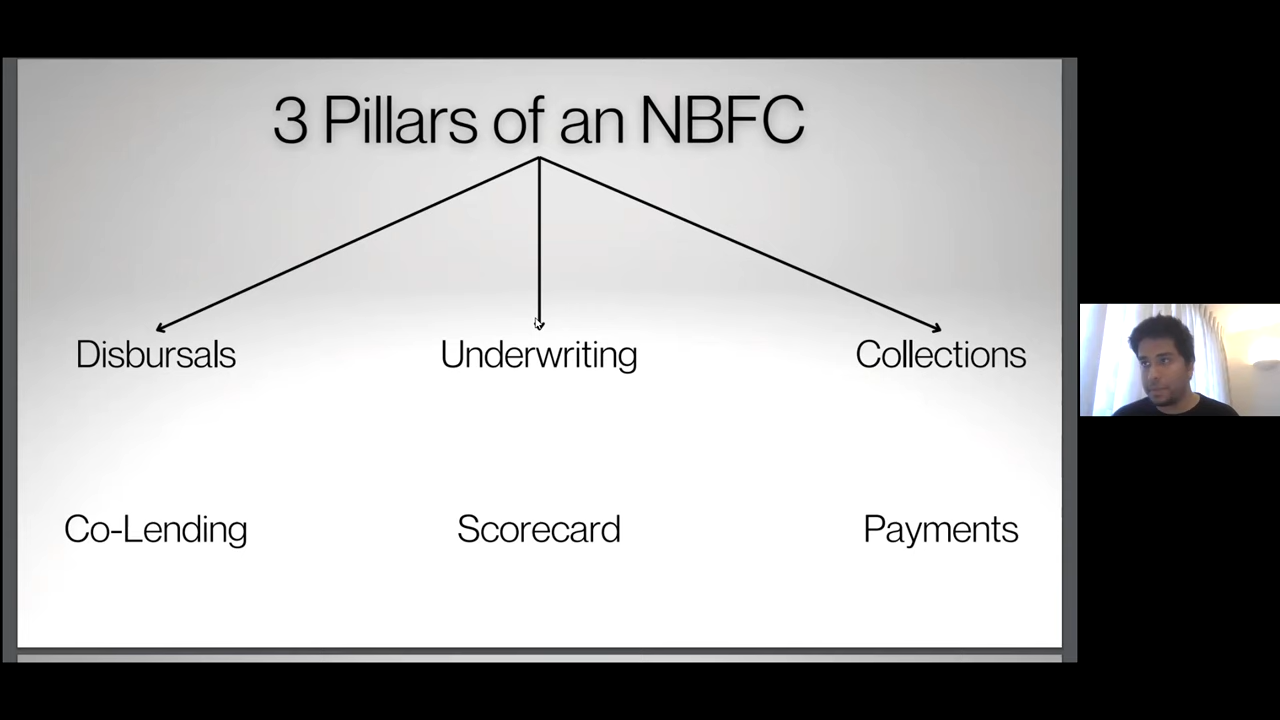 3 Pillars of an NBFC
Disbursals
Underwriting
Collections
Co-Lending
Scorecard
Payments